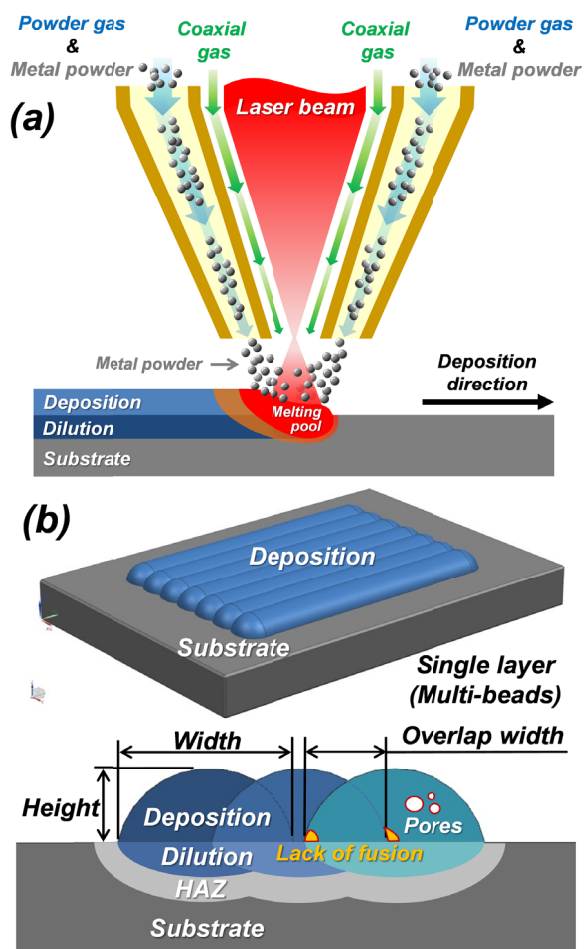 Powder gas
&
Metal powder
Coaxial
gas
Coaxial
gas
Powder gas
&
Metal powder
(a)
Laser beam
Metal powder
Deposition
direction
Deposition
Melting
pool
Dilution
Substrate
(b)
Deposition
Substrate
Single layer
(Multi-beads)
Width
Overlap width
Height
Deposition
Pores
Dilution
Lack of fusion
HAZ
Substrate